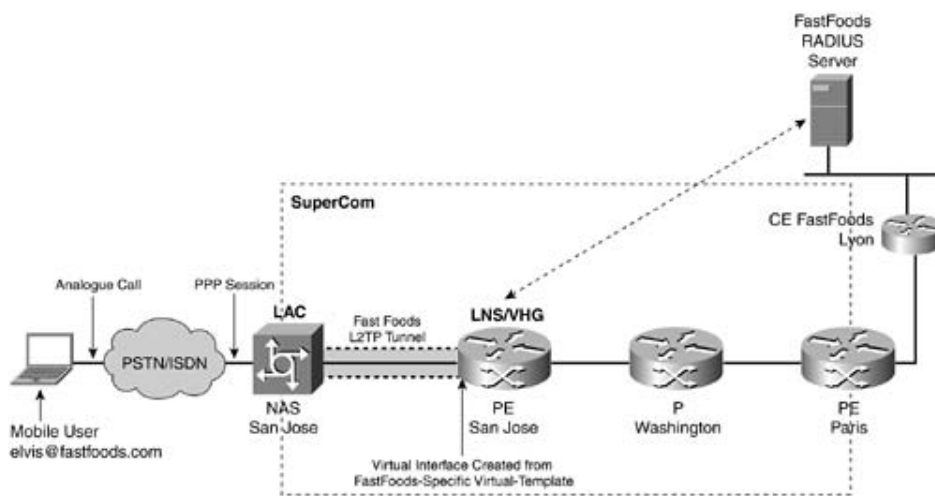 FastFoods
RADIUS
Server
SuperCom
CE FastFoods
Lyon
Analogue Call
PPP Session
LAC
Fast Foods
L2TP Tunnel
LNS/VHG
PSTN/ISDN
NAS
San Jose
PE
San Jose
P
Washington
PE
Paris
Mobile User
elvis@fastfoods.com
Virtual Interface Created from
FastFoods-Specific Virtual-Template